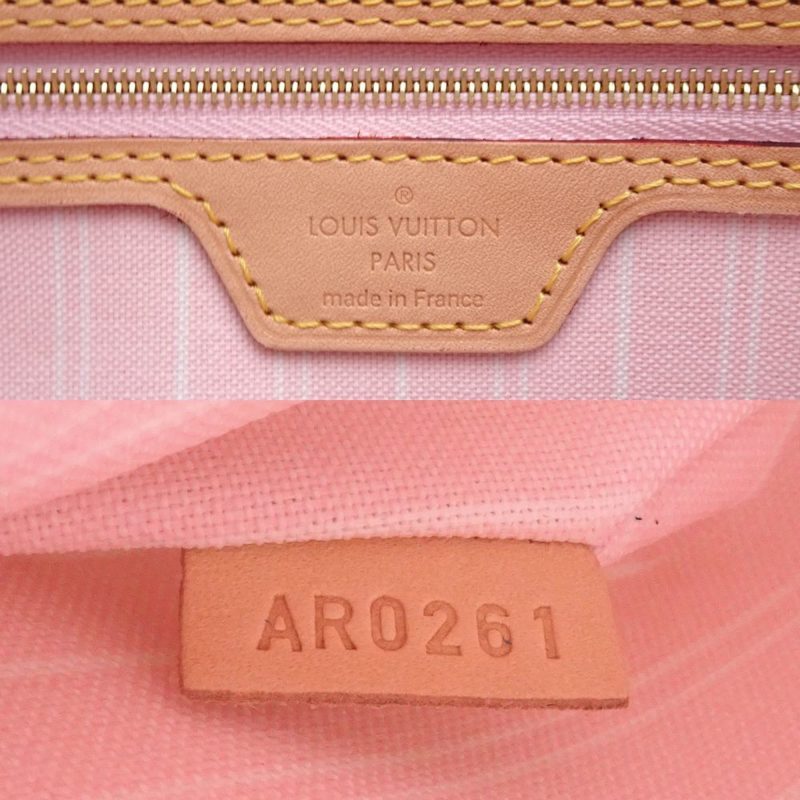 ®
LOUIS VUITTON
PARIS
made in France
AR0261